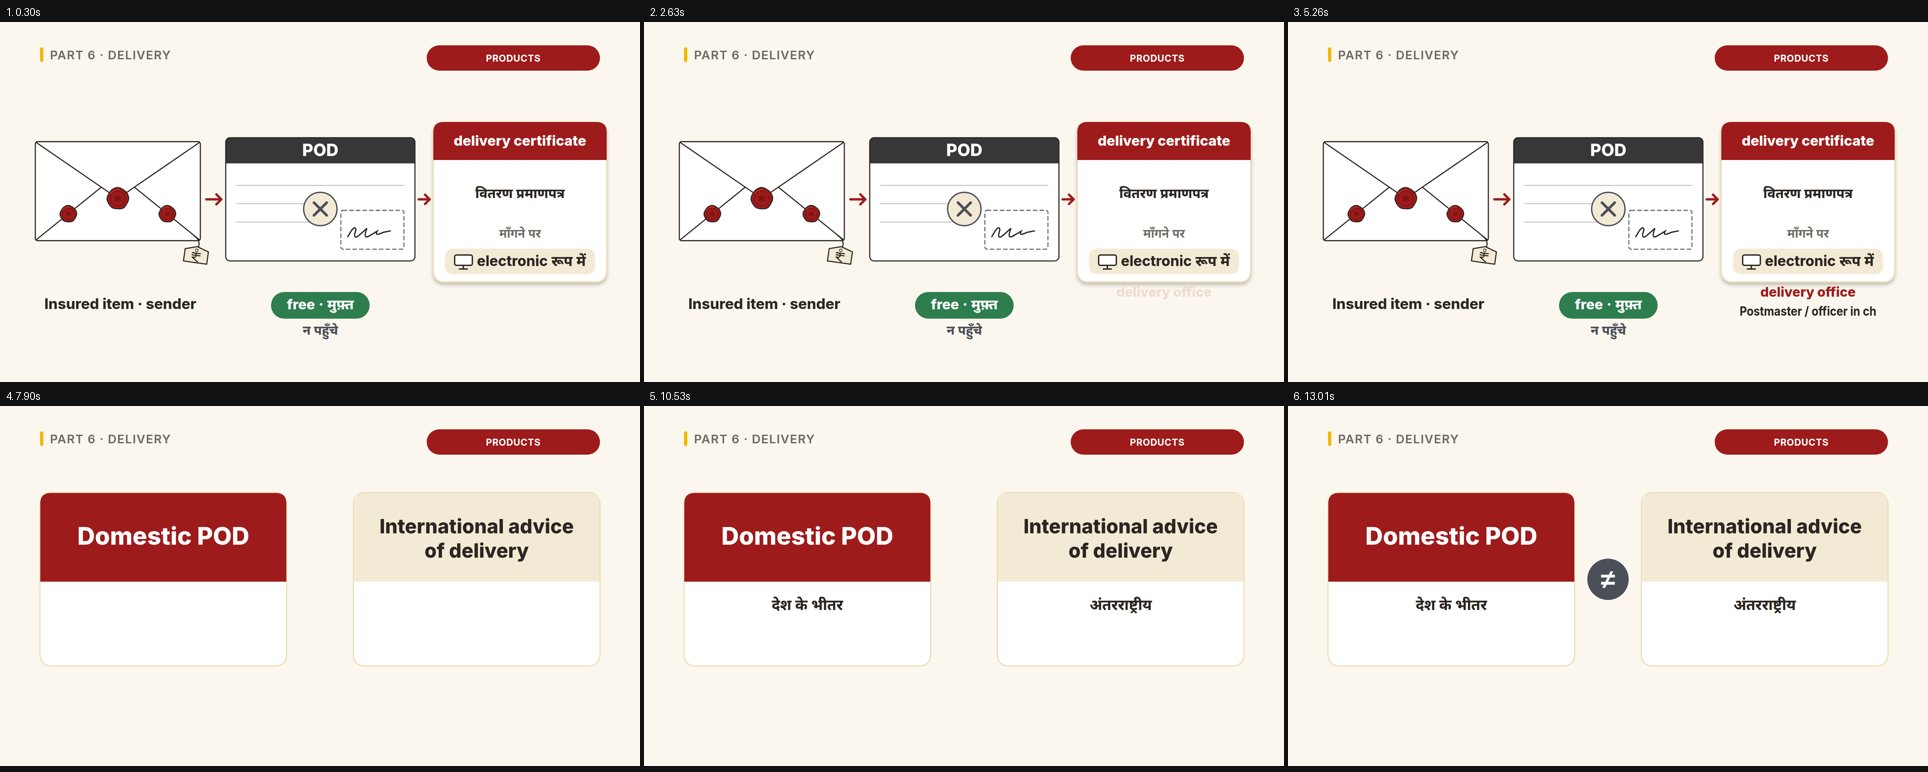 1. 0.30s
PART 6 · DELIVERY
PRODUCTS
POD
delivery certificate
वितरण प्रमाणपत्र
माँगने पर
₹
electronic रूप में
Insured item · sender
free · मुफ़्त
न पहुँचे
2. 2.63s
PART 6 · DELIVERY
PRODUCTS
POD
delivery certificate
वितरण प्रमाणपत्र
माँगने पर
₹
electronic रूप में
delivery office
Insured item · sender
free · मुफ़्त
न पहुँचे
3. 5.26s
PART 6 · DELIVERY
PRODUCTS
POD
delivery certificate
वितरण प्रमाणपत्र
माँगने पर
₹
electronic रूप में
delivery office
Insured item · sender
free · मुफ़्त
Postmaster / officer in ch
न पहुँचे
4. 7.90s
PART 6 · DELIVERY
PRODUCTS
Domestic POD
International advice
of delivery
5. 10.53s
PART 6 · DELIVERY
PRODUCTS
Domestic POD
International advice
of delivery
देश के भीतर
अंतरराष्ट्रीय
6. 13.01s
PART 6 · DELIVERY
PRODUCTS
Domestic POD
International advice
of delivery
≠
देश के भीतर
अंतरराष्ट्रीय